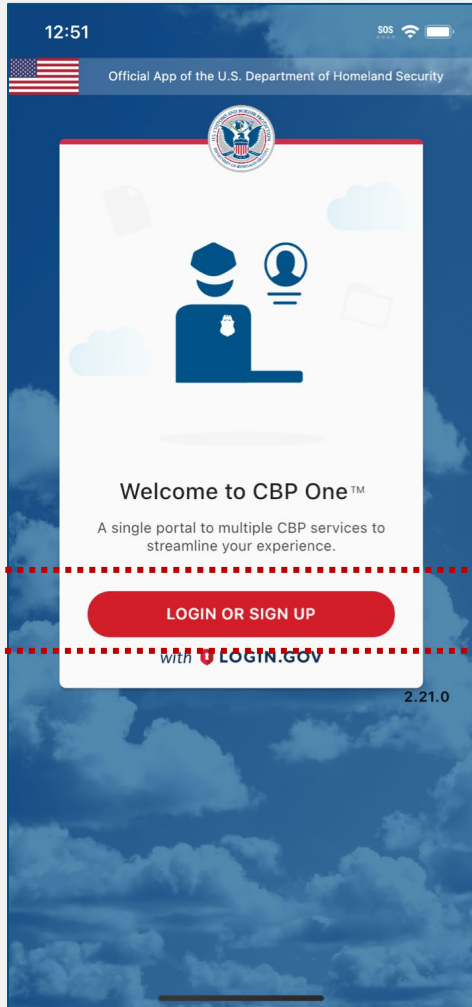 12:51
SOS
Official App of the U.S. Department of Homeland Security
Welcome to CBP One™
A single portal to multiple CBP services to
streamline your experience.
LOGIN OR SIGN UP
with LOGIN.GOV
2.21.0